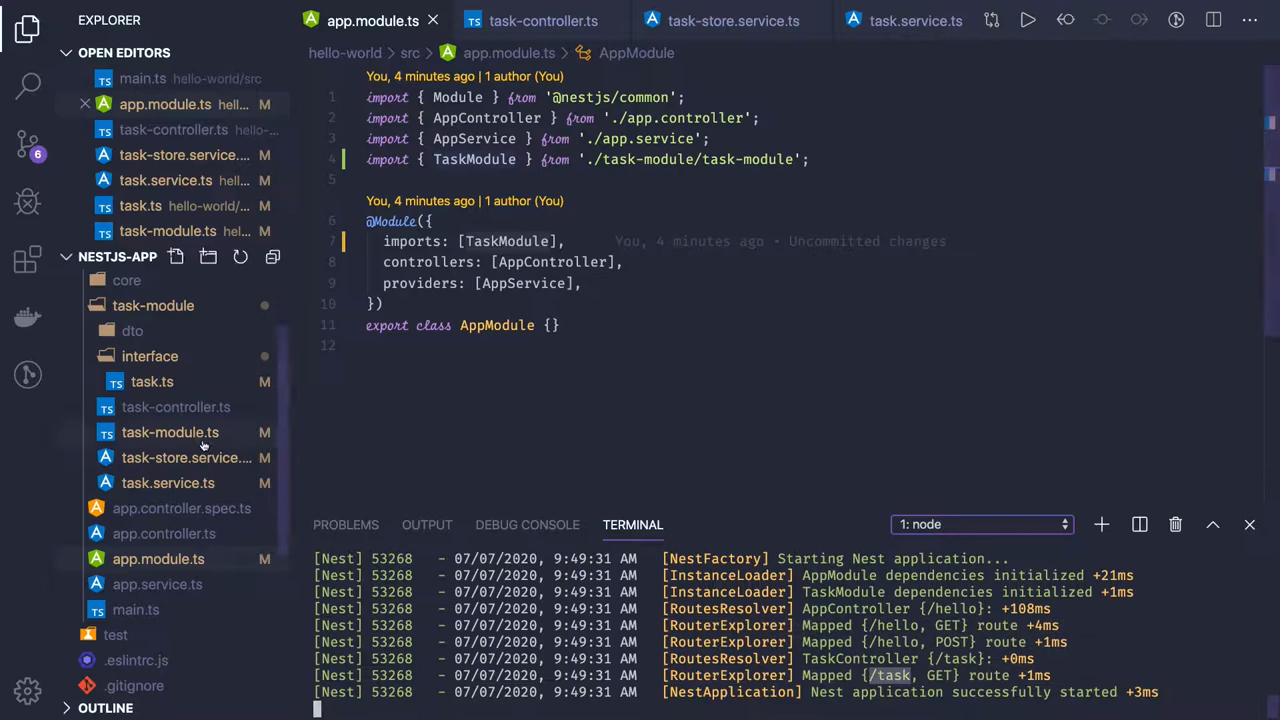 EXPLORER
OPEN EDITORS
TS main.ts hello-world/src
app.module.ts hell... M
TS task-controller.ts hello-...
task-store.service.... M
task.service.ts hell... M
TS task.ts hello-world/... M
TS task-module.ts hel... M
NESTJS-APP
core
task-module
dto
interface
TS task.ts M
TS task-controller.ts
TS task-module.ts M
task-store.service.... M
task.service.ts M
app.controller.spec.ts
app.controller.ts
app.module.ts M
app.service.ts
TS main.ts
test
.eslintrc.js
.gitignore
OUTLINE
6
app.module.ts
TS task-controller.ts
task-store.service.ts
task.service.ts
hello-world › src › app.module.ts › AppModule
You, 4 minutes ago | 1 author (You)
1 import { Module } from '@nestjs/common';
2 import { AppController } from './app.controller';
3 import { AppService } from './app.service';
4 import { TaskModule } from './task-module/task-module';
5
You, 4 minutes ago | 1 author (You)
6 @Module({
7 imports: [TaskModule], You, 4 minutes ago • Uncommitted changes
8 controllers: [AppController],
9 providers: [AppService],
10 })
11 export class AppModule {}
12
PROBLEMS OUTPUT DEBUG CONSOLE TERMINAL 1: node
[Nest] 53268 - 07/07/2020, 9:49:31 AM [NestFactory] Starting Nest application...
[Nest] 53268 - 07/07/2020, 9:49:31 AM [InstanceLoader] AppModule dependencies initialized +21ms
[Nest] 53268 - 07/07/2020, 9:49:31 AM [InstanceLoader] TaskModule dependencies initialized +1ms
[Nest] 53268 - 07/07/2020, 9:49:31 AM [RoutesResolver] AppController {/hello}: +108ms
[Nest] 53268 - 07/07/2020, 9:49:31 AM [RouterExplorer] Mapped {/hello, GET} route +4ms
[Nest] 53268 - 07/07/2020, 9:49:31 AM [RouterExplorer] Mapped {/hello, POST} route +1ms
[Nest] 53268 - 07/07/2020, 9:49:31 AM [RoutesResolver] TaskController {/task}: +0ms
[Nest] 53268 - 07/07/2020, 9:49:31 AM [RouterExplorer] Mapped {/task, GET} route +1ms
[Nest] 53268 - 07/07/2020, 9:49:31 AM [NestApplication] Nest application successfully started +3ms